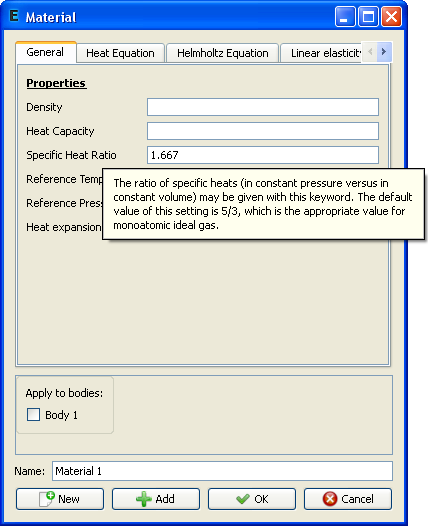 E Material
General Heat Equation Helmholtz Equation Linear elasticity
Properties
Density
Heat Capacity
Specific Heat Ratio 1.667
Reference Temp
Reference Press
Heat expansion
The ratio of specific heats (in constant pressure versus in
constant volume) may be given with this keyword. The default
value of this setting is 5/3, which is the appropriate value for
monoatomic ideal gas.
Apply to bodies:
Body 1
Name: Material 1
New Add OK Cancel